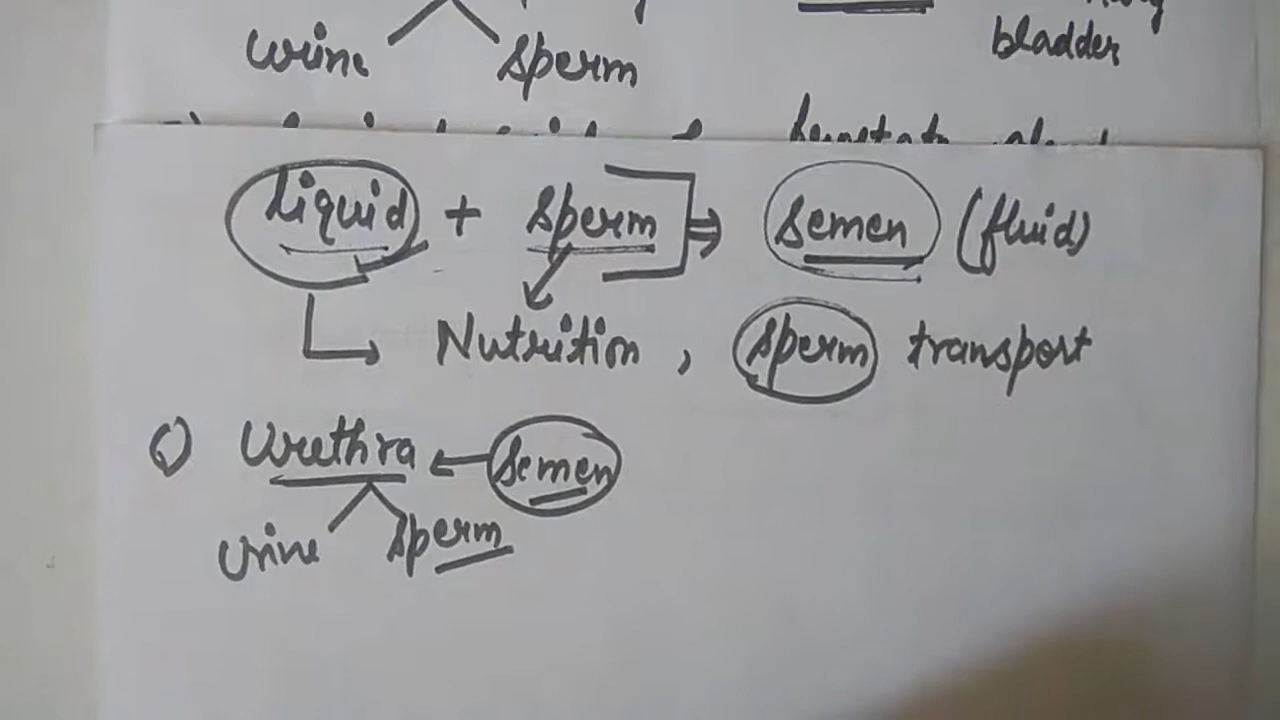 urine sperm
bladder
Liquid + sperm ⇒ semen (fluid)
Nutrition, sperm transport
Urethra ← semen
urine sperm